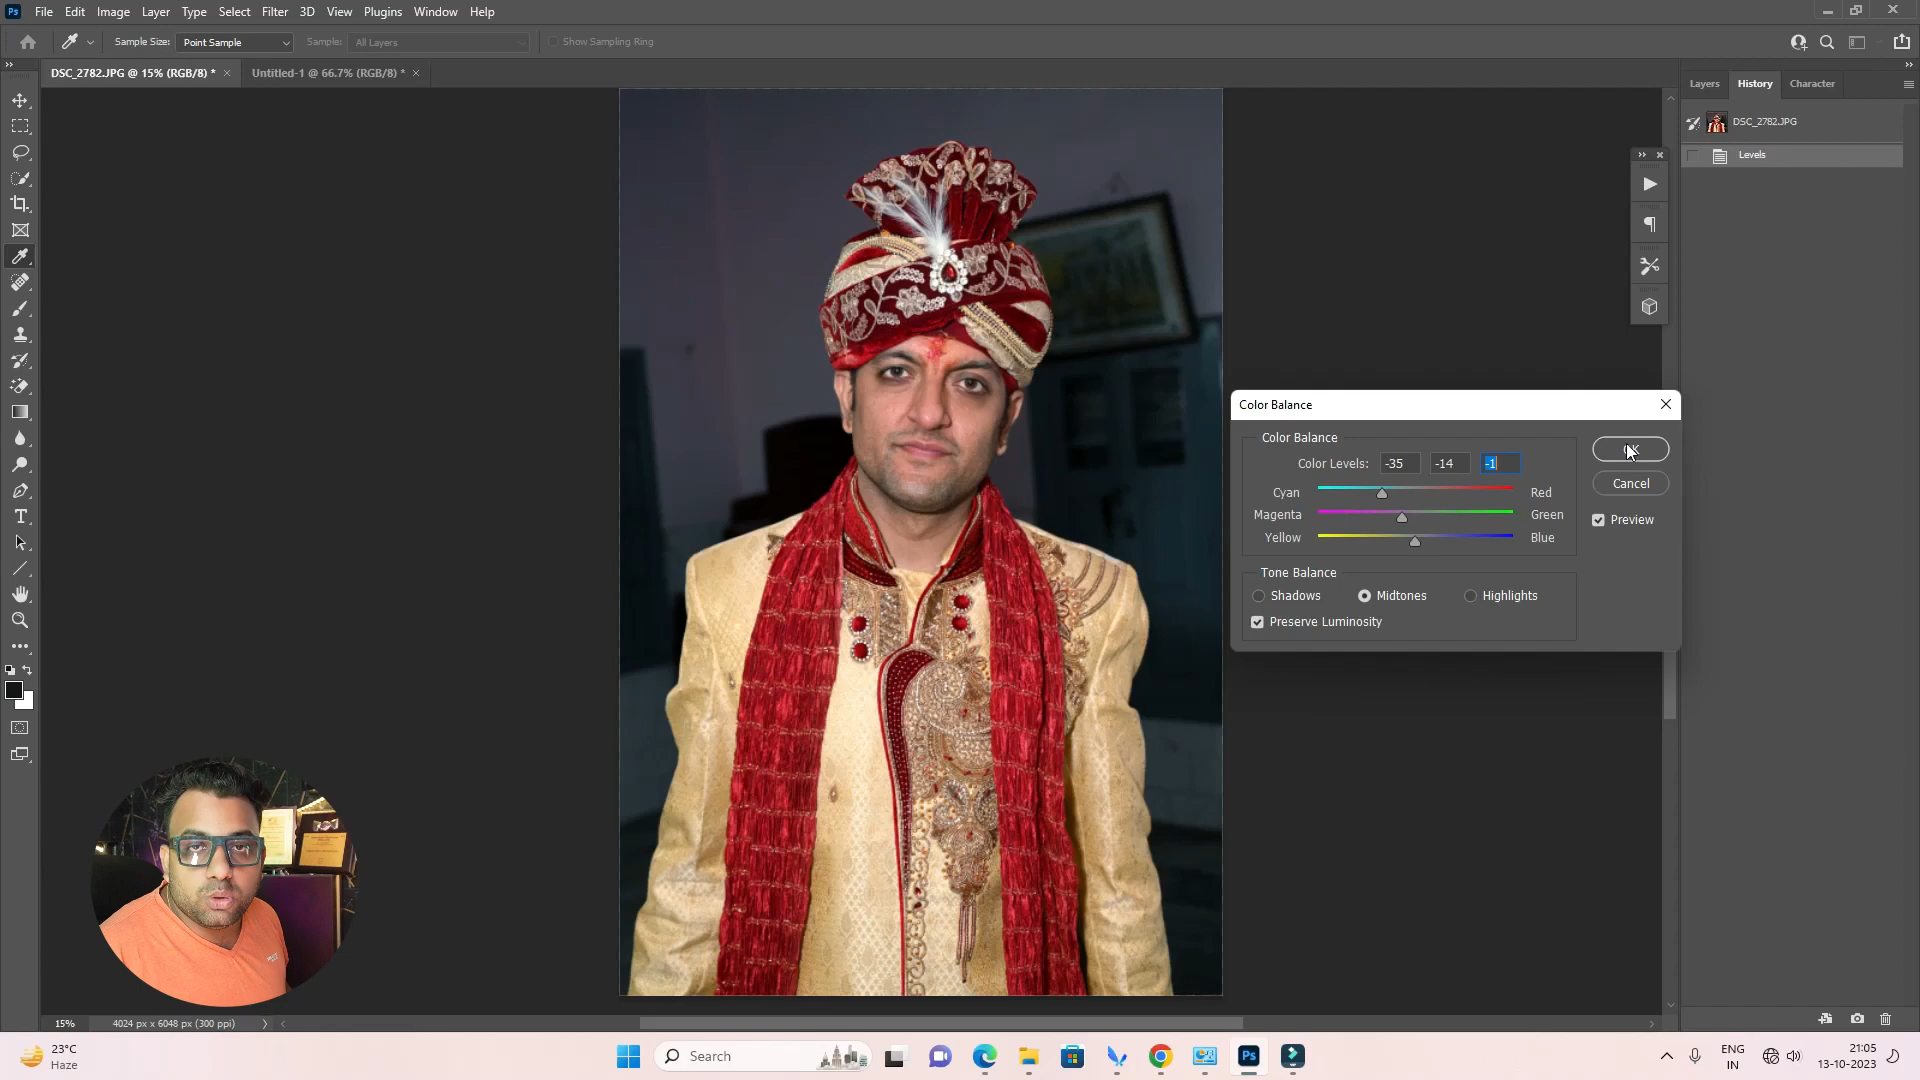 Ps File Edit Image Layer Type Select Filter 3D View Plugins Window Help
Sample Size: Point Sample Sample: All Layers Show Sampling Ring
DSC_2782.JPG @ 15% (RGB/8) * × Untitled-1 @ 66.7% (RGB/8) * ×
Layers History Character
DSC_2782.JPG
Levels
Color Balance
Color Balance
Color Levels: -35 -14 -1
Cyan Red
Magenta Green
Yellow Blue
Tone Balance
Shadows Midtones Highlights
Preserve Luminosity
OK
Cancel
Preview
15% 4024 px x 6048 px (300 ppi)
23°C
Haze
Search
Ps
ENG
IN
21:05
13-10-2023